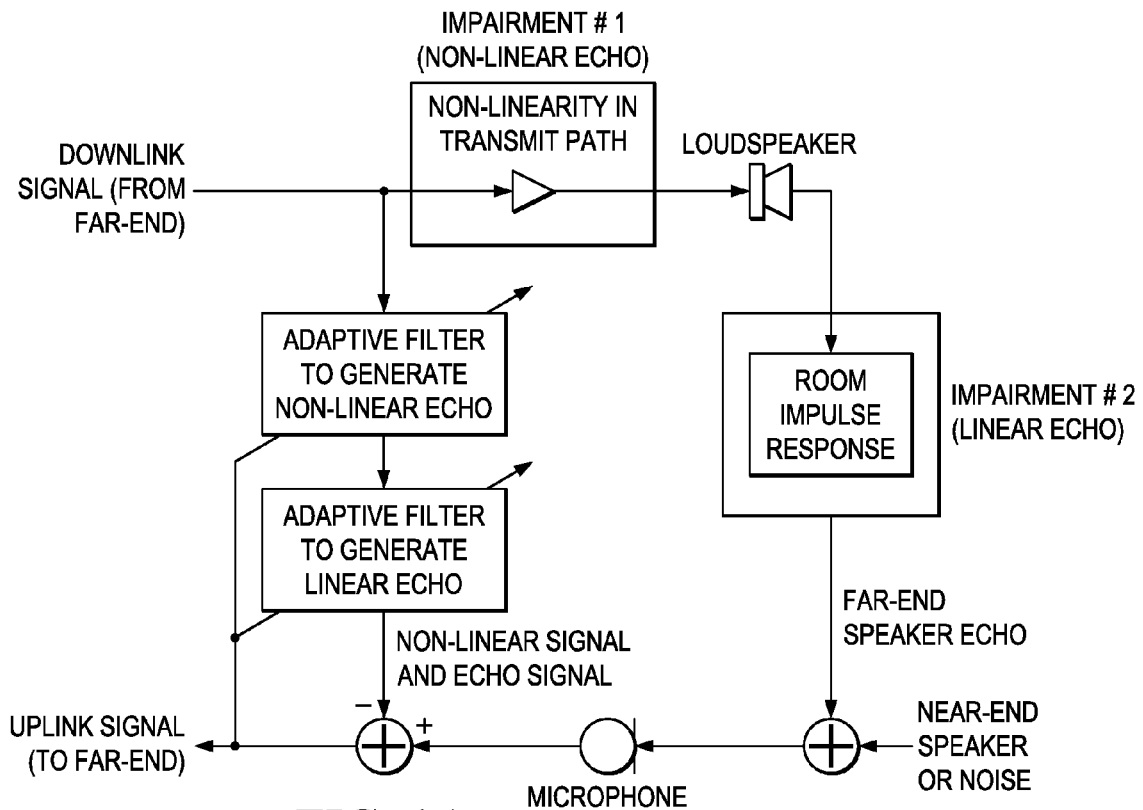 IMPAIRMENT # 1
(NON-LINEAR ECHO)
NON-LINEARITY IN
TRANSMIT PATH
LOUDSPEAKER
DOWNLINK
SIGNAL (FROM
FAR-END)
ADAPTIVE FILTER
TO GENERATE
NON-LINEAR ECHO
ROOM
IMPULSE
RESPONSE
IMPAIRMENT # 2
(LINEAR ECHO)
ADAPTIVE FILTER
TO GENERATE
LINEAR ECHO
FAR-END
SPEAKER ECHO
NON-LINEAR SIGNAL
AND ECHO SIGNAL
− +
UPLINK SIGNAL
(TO FAR-END)
NEAR-END
SPEAKER
OR NOISE
MICROPHONE